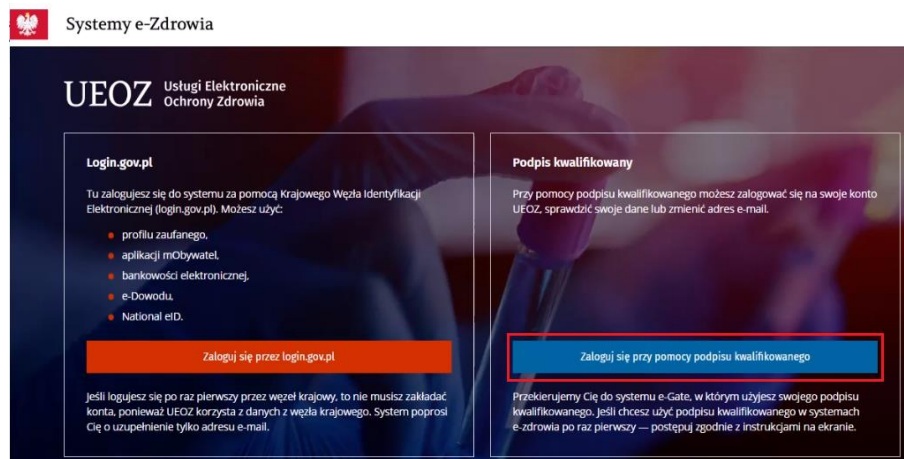 Systemy e-Zdrowia
UEOZ Usługi Elektroniczne
Ochrony Zdrowia
Login.gov.pl
Tu zalogujesz się do systemu za pomocą Krajowego Węzła Identyfikacji
Elektronicznej (login.gov.pl). Możesz użyć:
profilu zaufanego,
aplikacji mObywatel,
bankowości elektronicznej,
e-Dowodu,
National eID.
Zaloguj się przez login.gov.pl
Jeśli logujesz się po raz pierwszy przez węzeł krajowy, to nie musisz zakładać
konta, ponieważ UEOZ korzysta z danych z węzła krajowego. System poprosi
Cię o uzupełnienie tylko adresu e-mail.
Podpis kwalifikowany
Przy pomocy podpisu kwalifikowanego możesz zalogować się na swoje konto
UEOZ, sprawdzić swoje dane lub zmienić adres e-mail.
Zaloguj się przy pomocy podpisu kwalifikowanego
Przekierujemy Cię do systemu e-Gate, w którym użyjesz swojego podpisu
kwalifikowanego. Jeśli chcesz użyć podpisu kwalifikowanego w systemach
e-zdrowia po raz pierwszy — postępuj zgodnie z instrukcjami na ekranie.